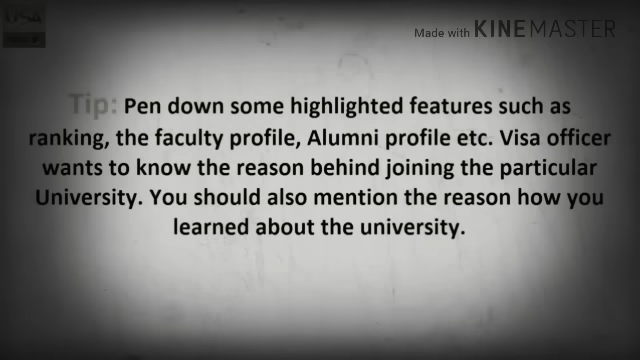 USA
Made with KINEMASTER
Tip: Pen down some highlighted features such as
ranking, the faculty profile, Alumni profile etc. Visa officer
wants to know the reason behind joining the particular
University. You should also mention the reason how you
learned about the university.